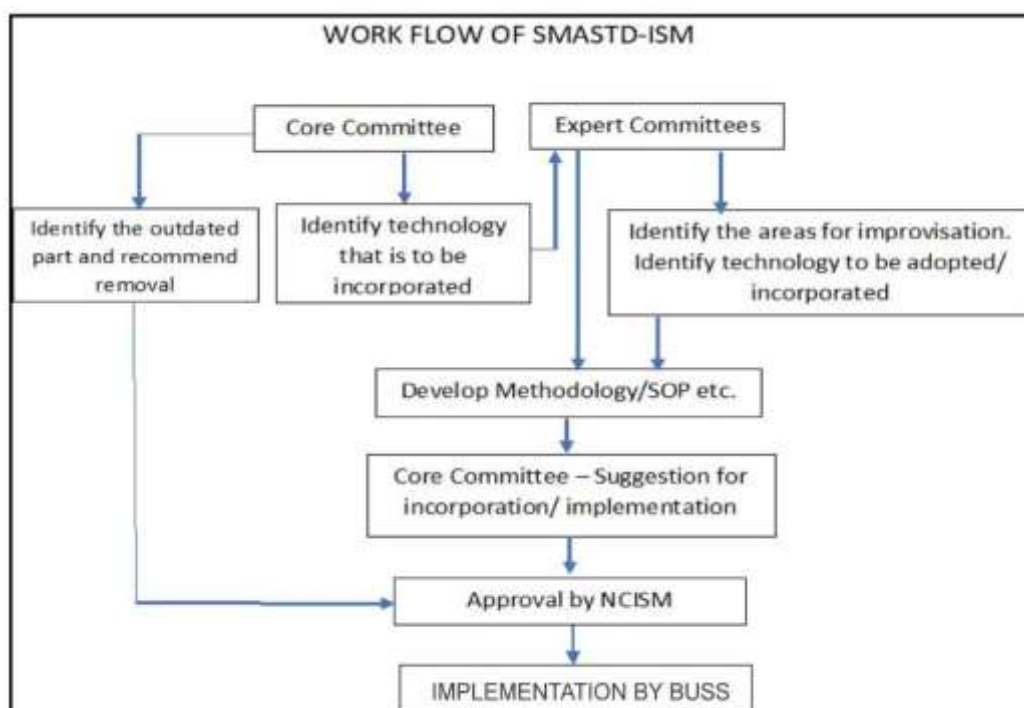 WORK FLOW OF SMASTD-ISM
Core Committee
Expert Committees
Identify the outdated
part and recommend
removal
Identify technology
that is to be
incorporated
Identify the areas for improvisation.
Identify technology to be adopted/
incorporated
Develop Methodology/SOP etc.
Core Committee – Suggestion for
incorporation/ implementation
Approval by NCISM
IMPLEMENTATION BY BUSS